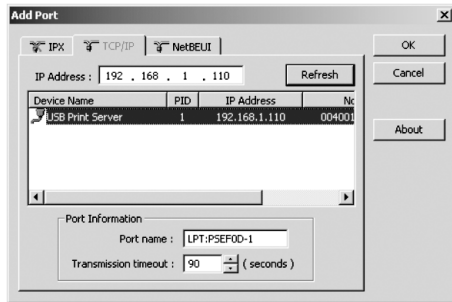 Add Port
IPX TCP/IP NetBEUI
OK
Cancel
About
IP Address : 192 . 168 . 1 . 110 Refresh
Device Name PID IP Address No
USB Print Server 1 192.168.1.110 004001
Port Information
Port name : LPT:PSEF0D-1
Transmission timeout : 90 ( seconds )